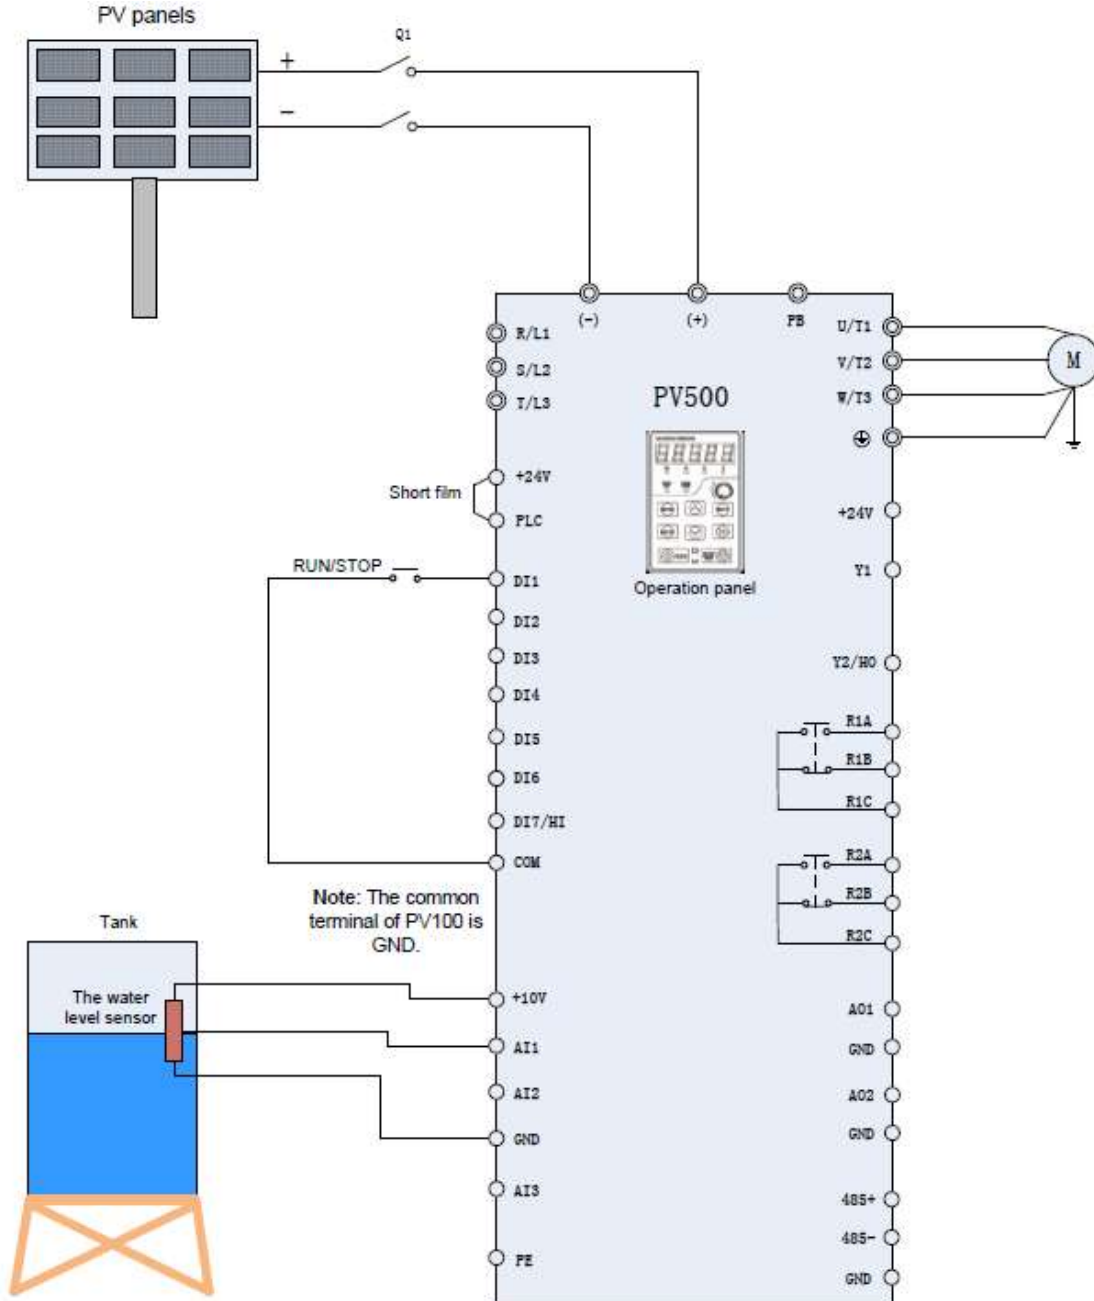 PV panels
+
Q1
−
(-)
(+)
PB
R/L1
S/L2
T/L3
U/T1
V/T2
W/T3
M
PV500
+24V
Short film
PLC
Operation panel
+24V
Y1
RUN/STOP
DI1
DI2
DI3
DI4
DI5
DI6
DI7/HI
COM
Y2/HO
R1A
R1B
R1C
R2A
R2B
R2C
Note: The common
terminal of PV100 is
GND.
Tank
The water
level sensor
+10V
AI1
AI2
GND
AI3
PE
AO1
GND
AO2
GND
485+
485-
GND